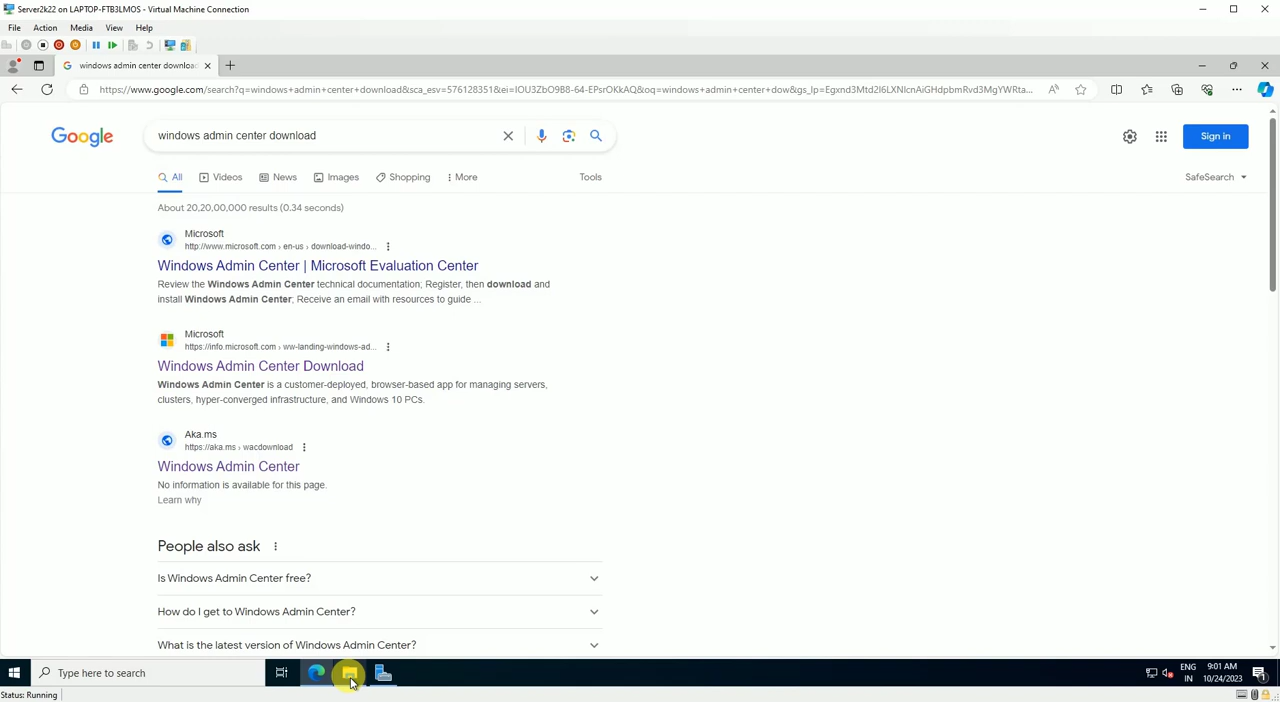 Server2k22 on LAPTOP-FTB3LMOS - Virtual Machine Connection
File Action Media View Help
windows admin center download
https://www.google.com/search?q=windows+admin+center+download&sca_esv=576128351&ei=IOU3ZbO9B8-64-EPsrOKkAQ&oq=windows+admin+center+dow&gs_lp=Egxnd3Mtd2l6LXNlcnAiGHdpbmRvd3MgYWRta...
Google
windows admin center download
Sign in
All Videos News Images Shopping More Tools SafeSearch
About 20,20,00,000 results (0.34 seconds)
Microsoft
http://www.microsoft.com › en-us › download-windo...
Windows Admin Center | Microsoft Evaluation Center
Review the Windows Admin Center technical documentation; Register, then download and
install Windows Admin Center; Receive an email with resources to guide ...
Microsoft
https://info.microsoft.com › ww-landing-windows-ad...
Windows Admin Center Download
Windows Admin Center is a customer-deployed, browser-based app for managing servers,
clusters, hyper-converged infrastructure, and Windows 10 PCs.
Aka.ms
https://aka.ms › wacdownload
Windows Admin Center
No information is available for this page.
Learn why
People also ask
Is Windows Admin Center free?
How do I get to Windows Admin Center?
What is the latest version of Windows Admin Center?
Type here to search
ENG
IN
9:01 AM
10/24/2023
1
Status: Running